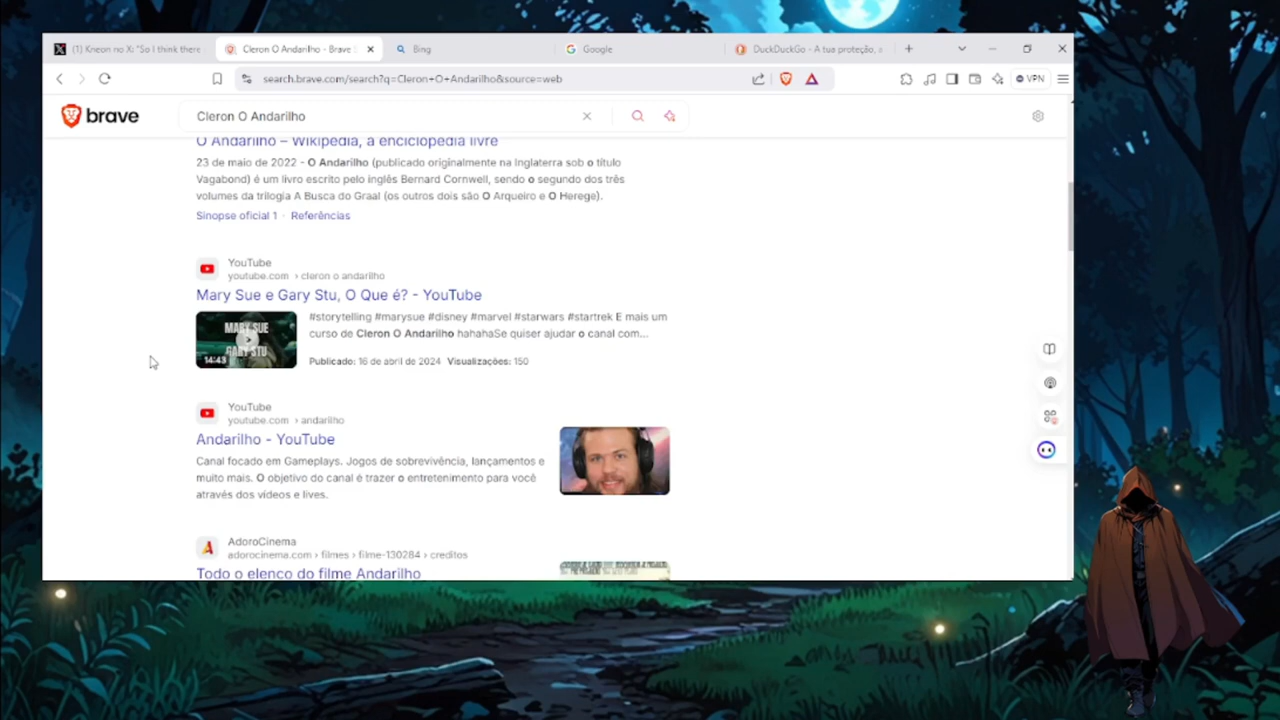 (1) Kneon no X: "So I think there
Cleron O Andarilho - Brave
Bing
Google
DuckDuckGo - A tua proteção, a
search.brave.com/search?q=Cleron+O+Andarilho&source=web
VPN
brave
Cleron O Andarilho
O Andarilho – Wikipédia, a enciclopédia livre
23 de maio de 2022 - O Andarilho (publicado originalmente na Inglaterra sob o título
Vagabond) é um livro escrito pelo inglês Bernard Cornwell, sendo o segundo dos três
volumes da trilogia A Busca do Graal (os outros dois são O Arqueiro e O Herege).
Sinopse oficial 1 · Referências
YouTube
youtube.com › cleron o andarilho
Mary Sue e Gary Stu, O Que é? - YouTube
#storytelling #marysue #disney #marvel #starwars #startrek E mais um
curso de Cleron O Andarilho hahahaSe quiser ajudar o canal com...
MARY SUE
GARY STU
14:43
Publicado: 16 de abril de 2024 Visualizações: 150
YouTube
youtube.com › andarilho
Andarilho - YouTube
Canal focado em Gameplays. Jogos de sobrevivência, lançamentos e
muito mais. O objetivo do canal é trazer o entretenimento para você
através dos vídeos e lives.
AdoroCinema
adorocinema.com › filmes › filme-130284 › creditos
Todo o elenco do filme Andarilho